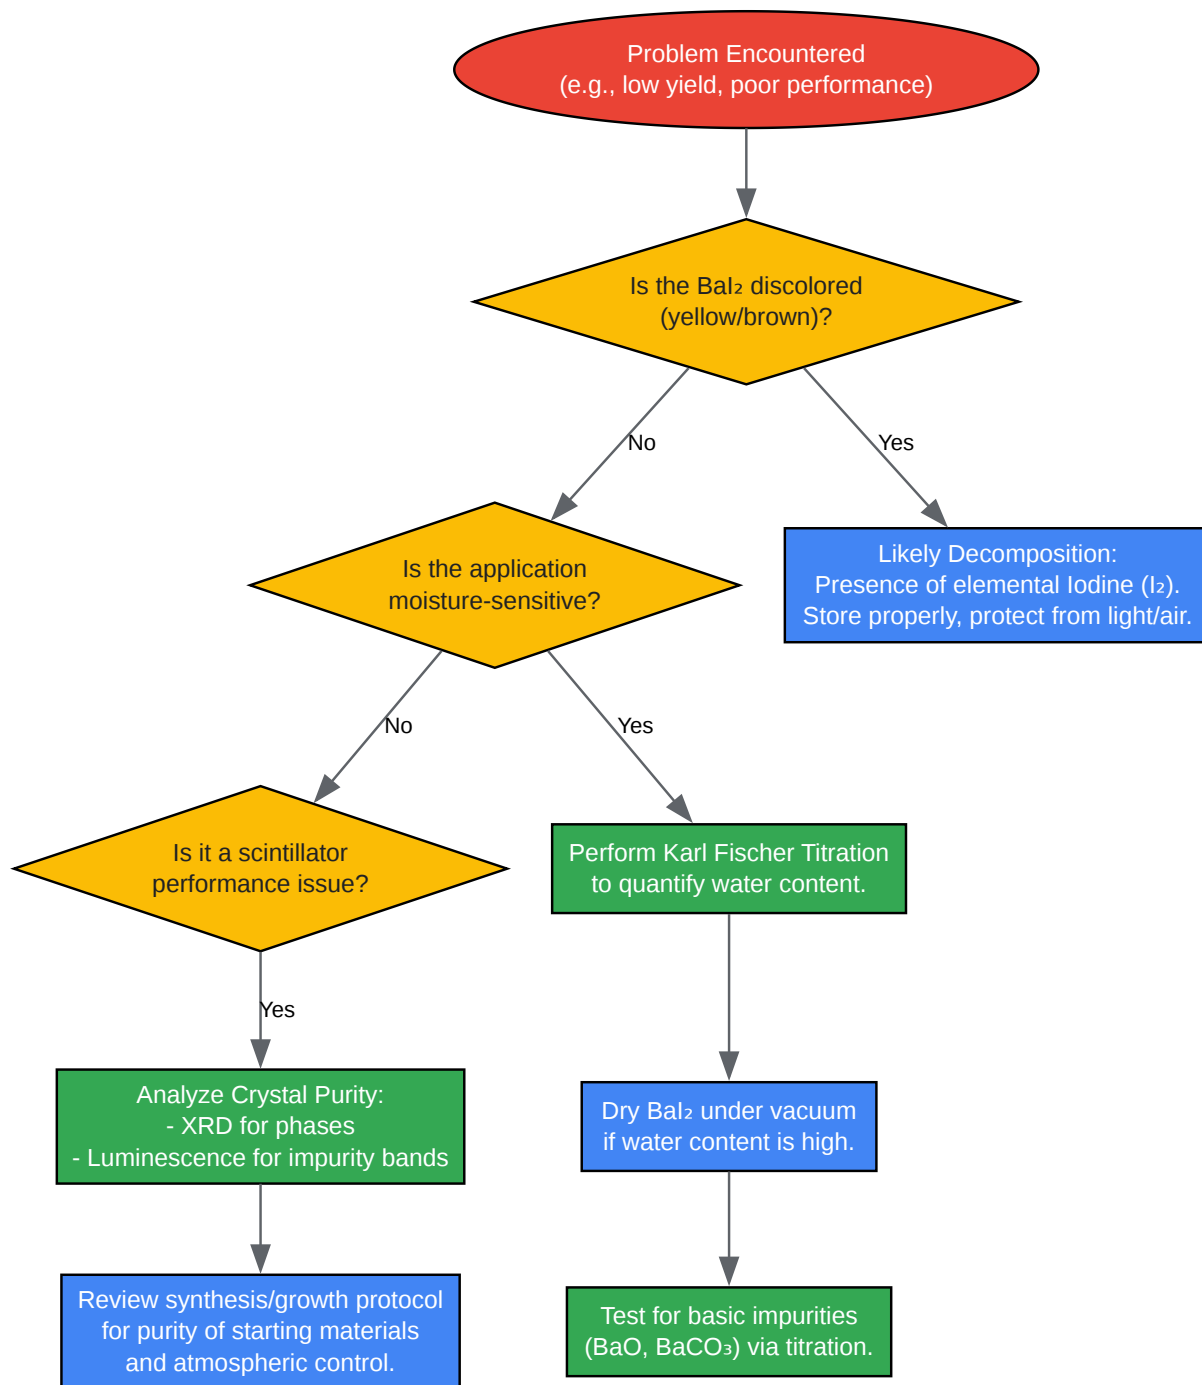 Problem Encountered
(e.g., low yield, poor performance)
Is the BaI₂ discolored
(yellow/brown)?
No
Yes
Is the application
moisture-sensitive?
Likely Decomposition:
Presence of elemental Iodine (I₂).
Store properly, protect from light/air.
No
Yes
Is it a scintillator
performance issue?
Perform Karl Fischer Titration
to quantify water content.
Yes
Analyze Crystal Purity:
- XRD for phases
- Luminescence for impurity bands
Dry BaI₂ under vacuum
if water content is high.
Review synthesis/growth protocol
for purity of starting materials
and atmospheric control.
Test for basic impurities
(BaO, BaCO₃) via titration.